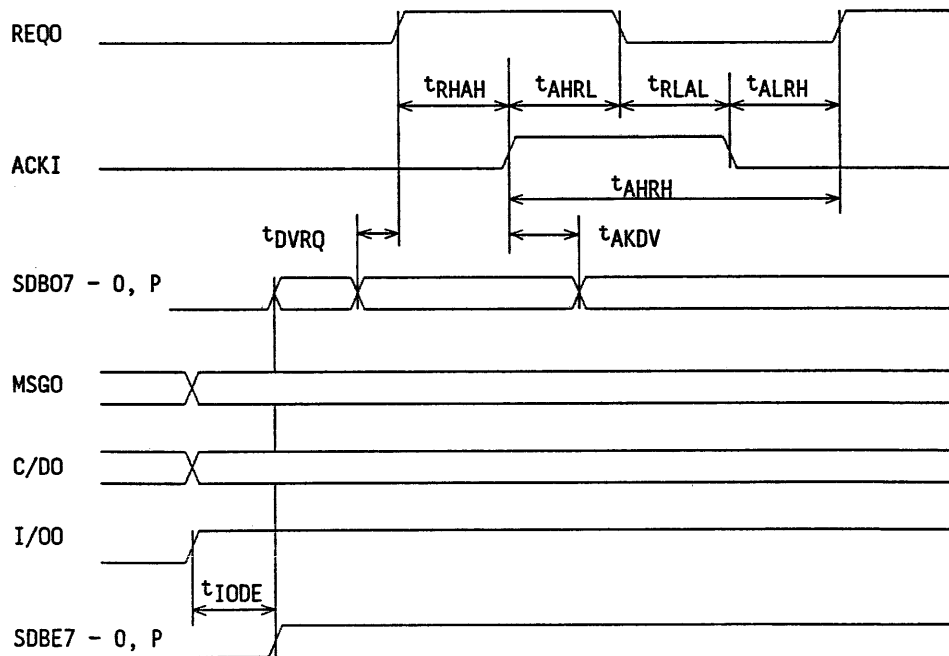 REQO
tRHAH tAHRL tRLAL tALRH
ACKI
tAHRH
tDVRQ tAKDV
SDBO7 - 0, P
MSGO
C/DO
I/OO
tIODE
SDBE7 - 0, P